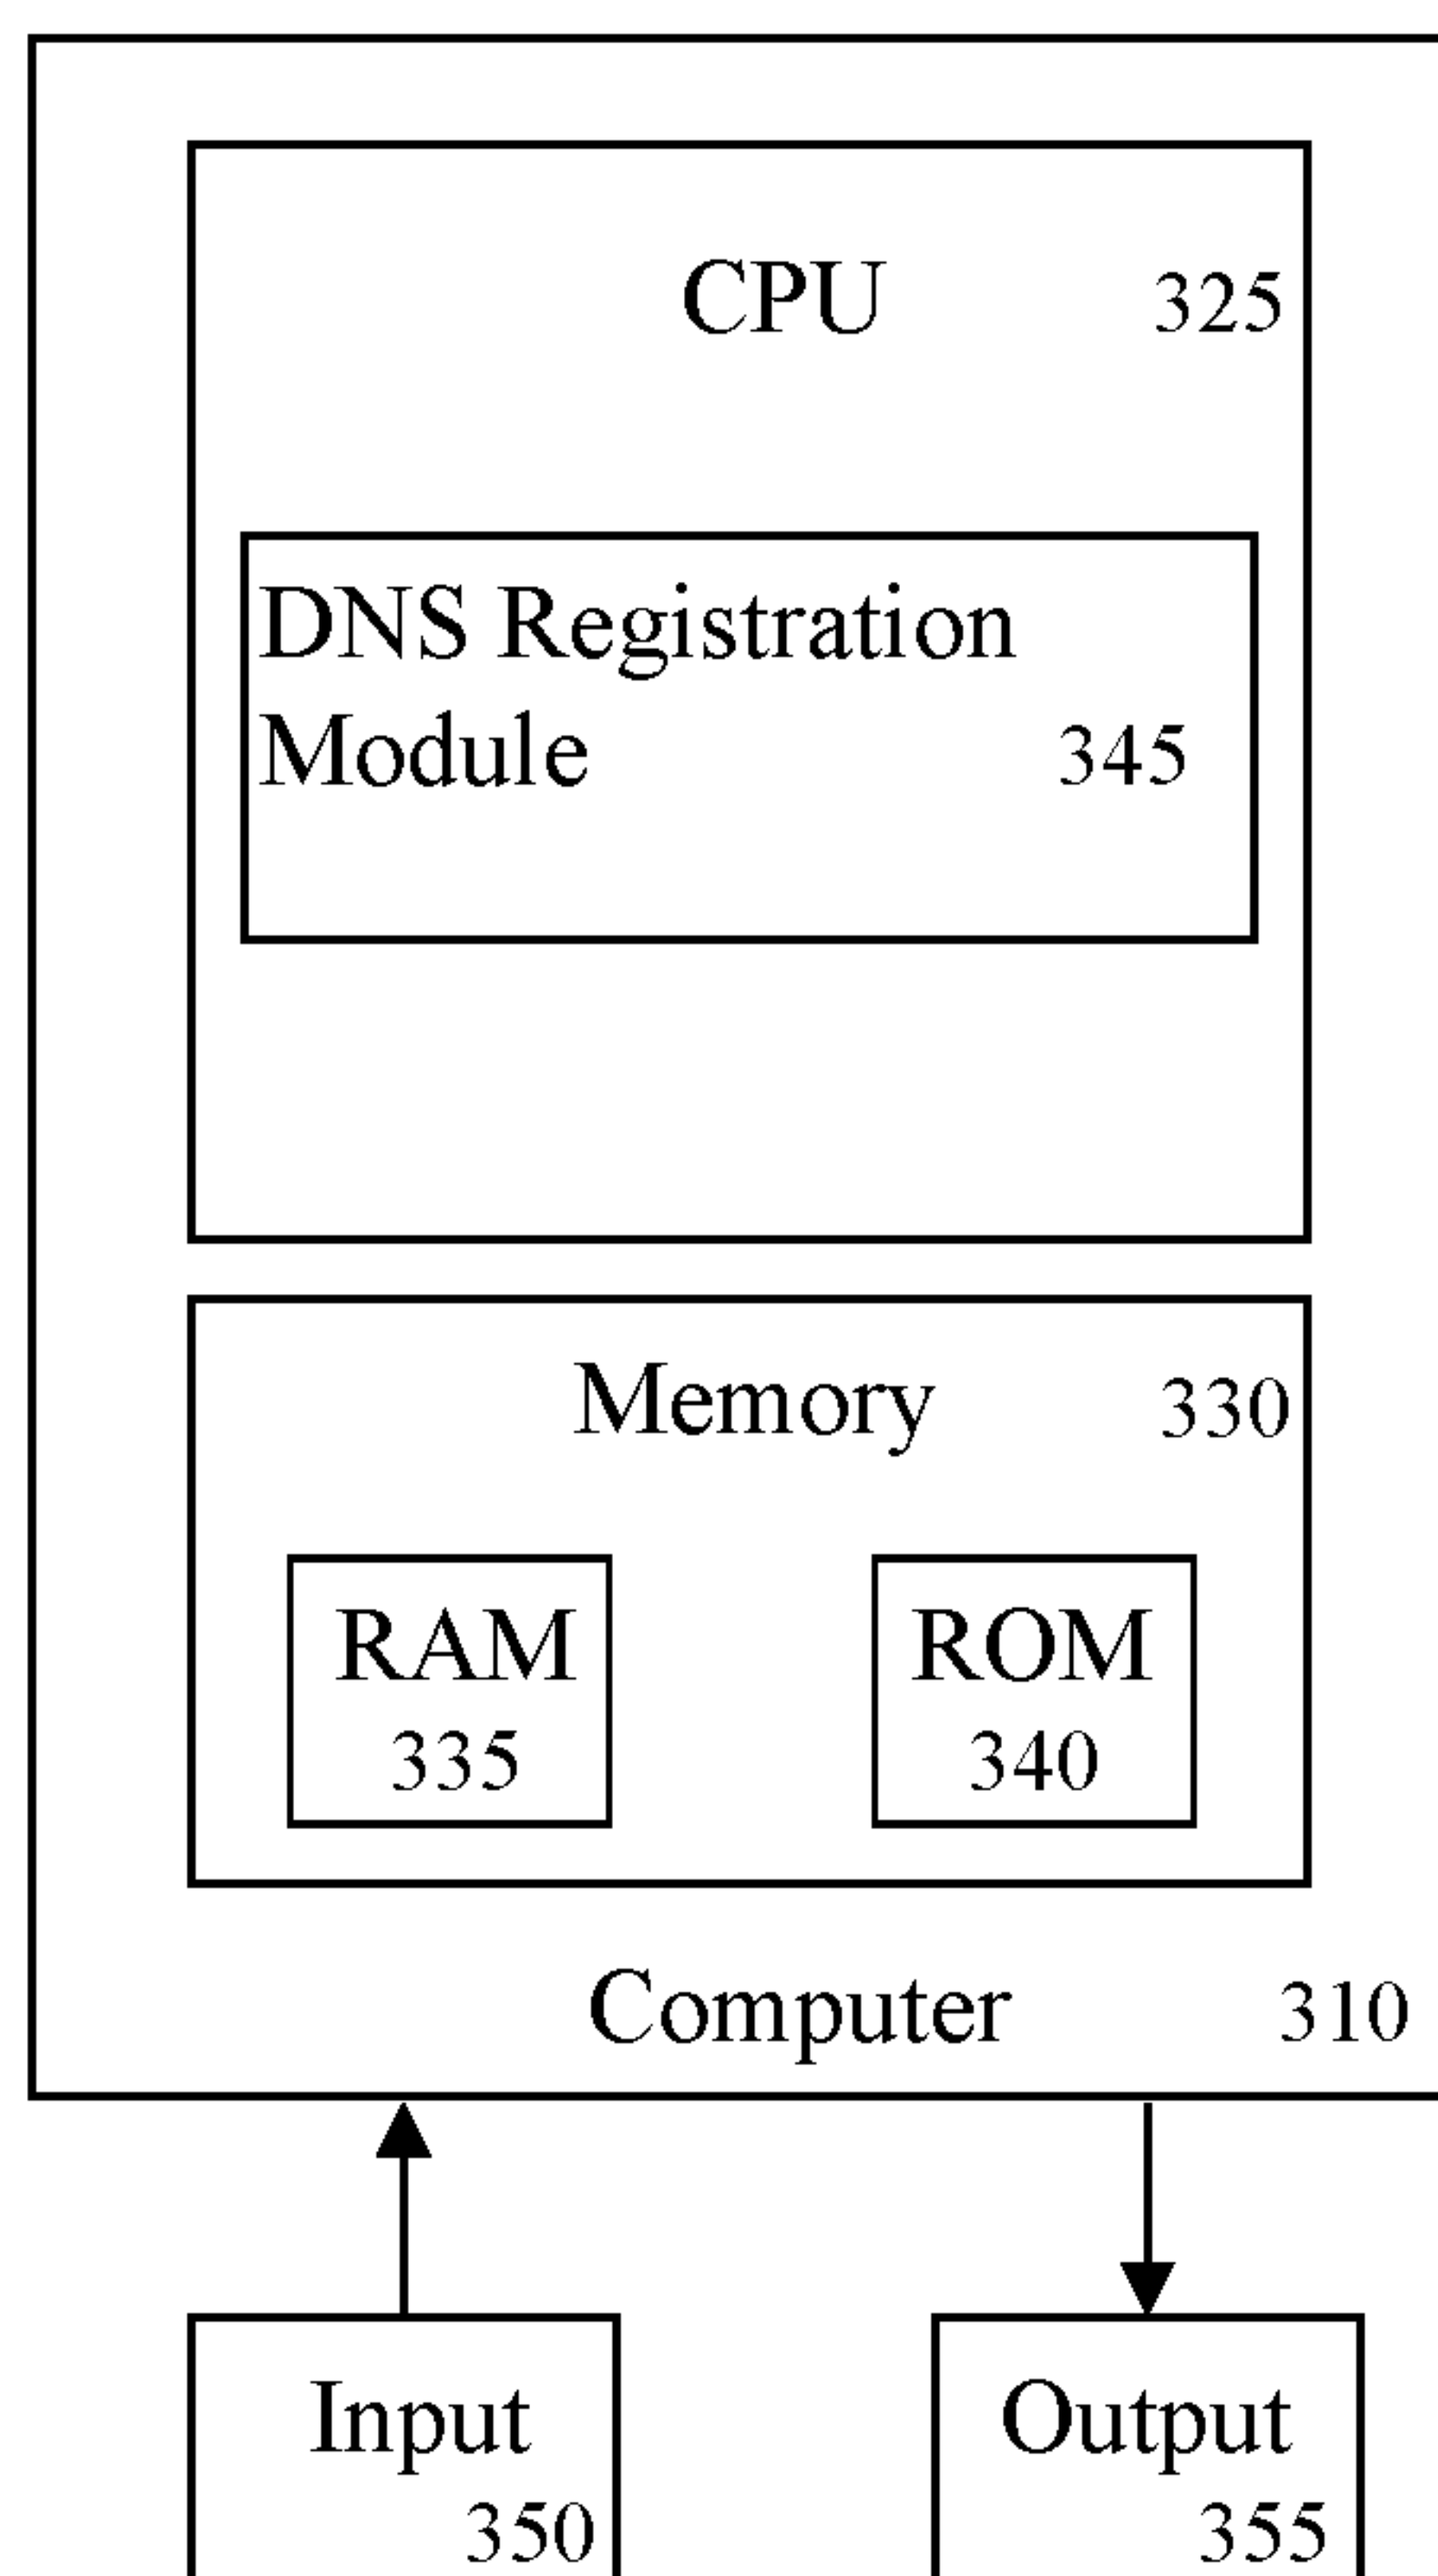 CPU 325
DNS Registration
Module 345
Memory 330
RAM ROM
335 340
Computer 310
Input Output
350 355